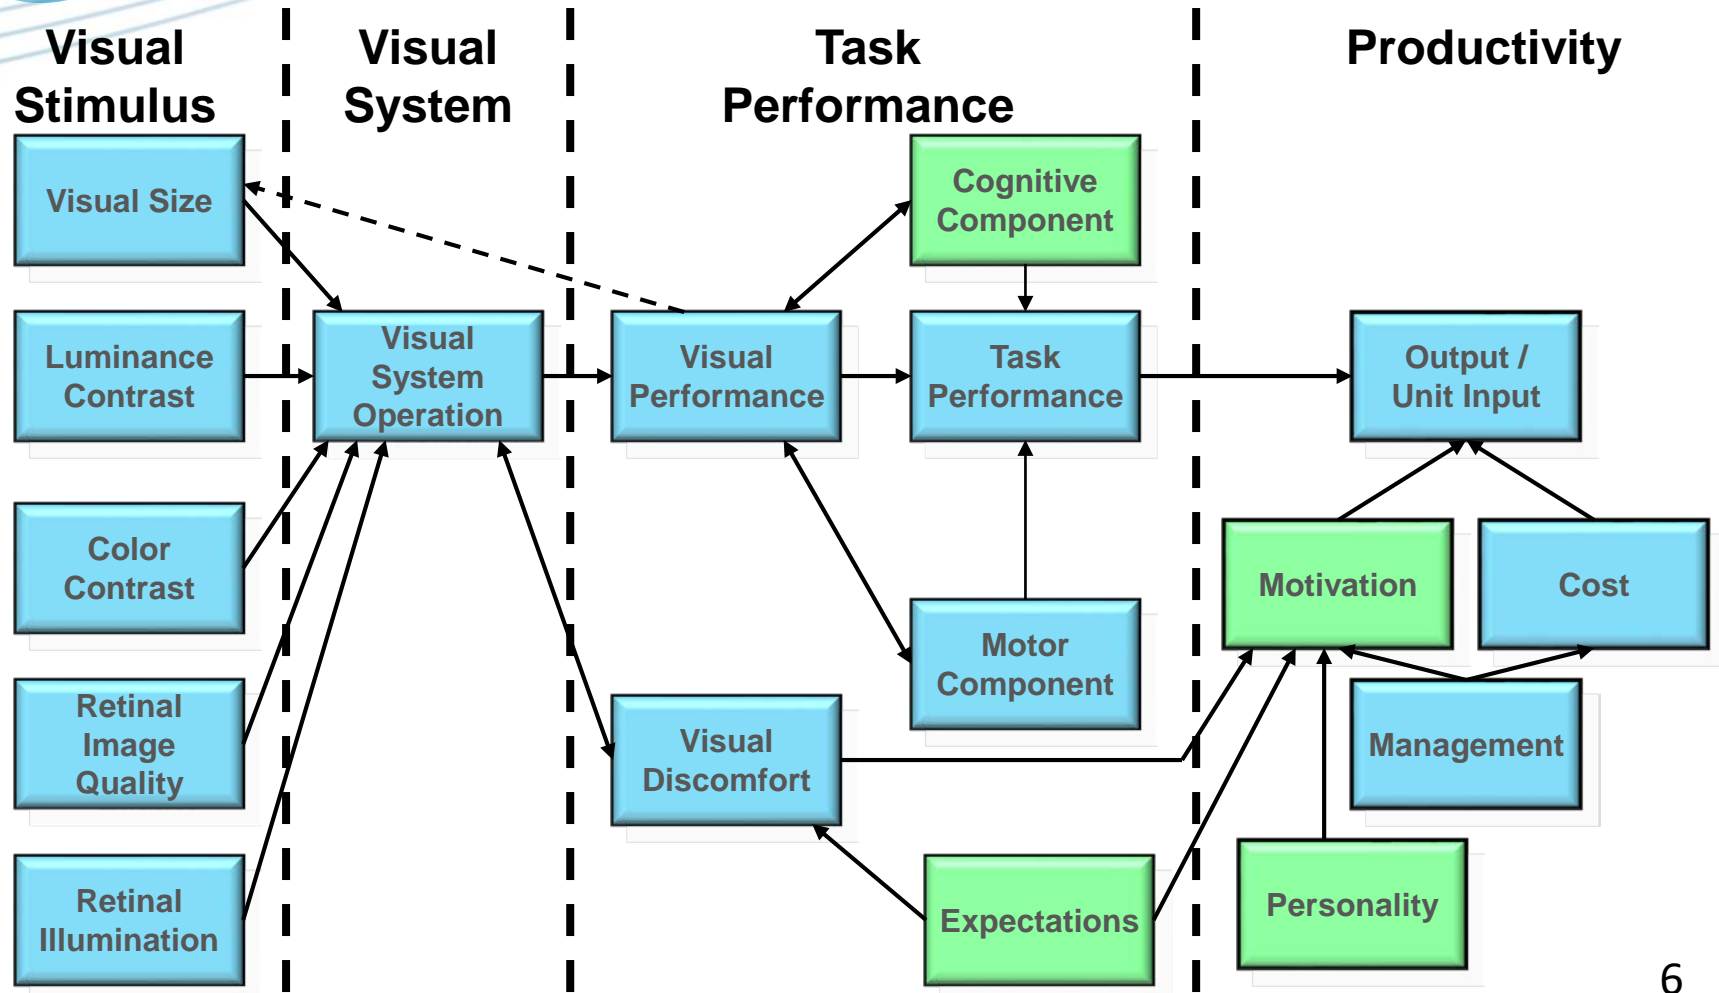 Visual
Stimulus
Visual
System
Task
Performance
Productivity
Visual Size
Cognitive
Component
Luminance
Contrast
Visual
System
Operation
Visual
Performance
Task
Performance
Output /
Unit Input
Color
Contrast
Motivation
Cost
Motor
Component
Retinal
Image
Quality
Visual
Discomfort
Management
Retinal
Illumination
Expectations
Personality
6